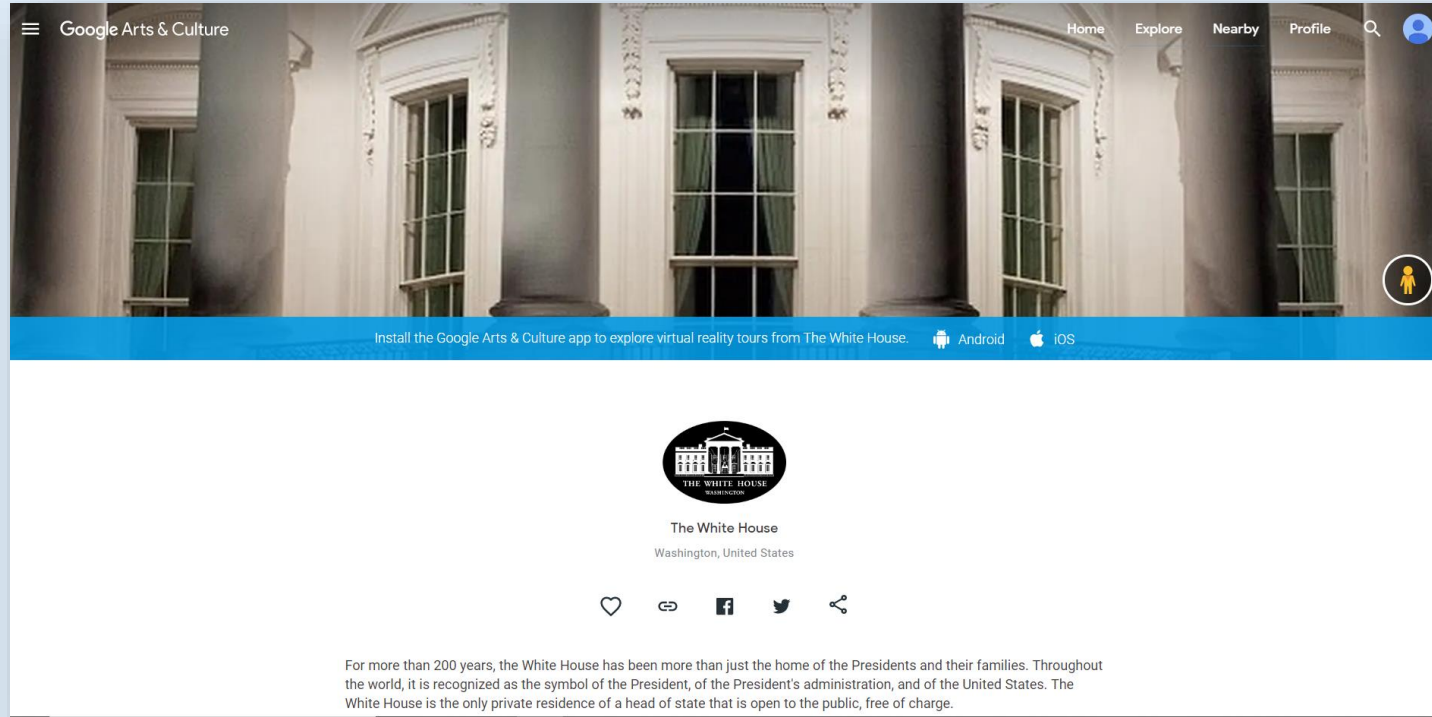 Google Arts & Culture
Home Explore Nearby Profile
Install the Google Arts & Culture app to explore virtual reality tours from The White House. Android iOS
THE WHITE HOUSE
WASHINGTON
The White House
Washington, United States
For more than 200 years, the White House has been more than just the home of the Presidents and their families. Throughout
the world, it is recognized as the symbol of the President, of the President's administration, and of the United States. The
White House is the only private residence of a head of state that is open to the public, free of charge.